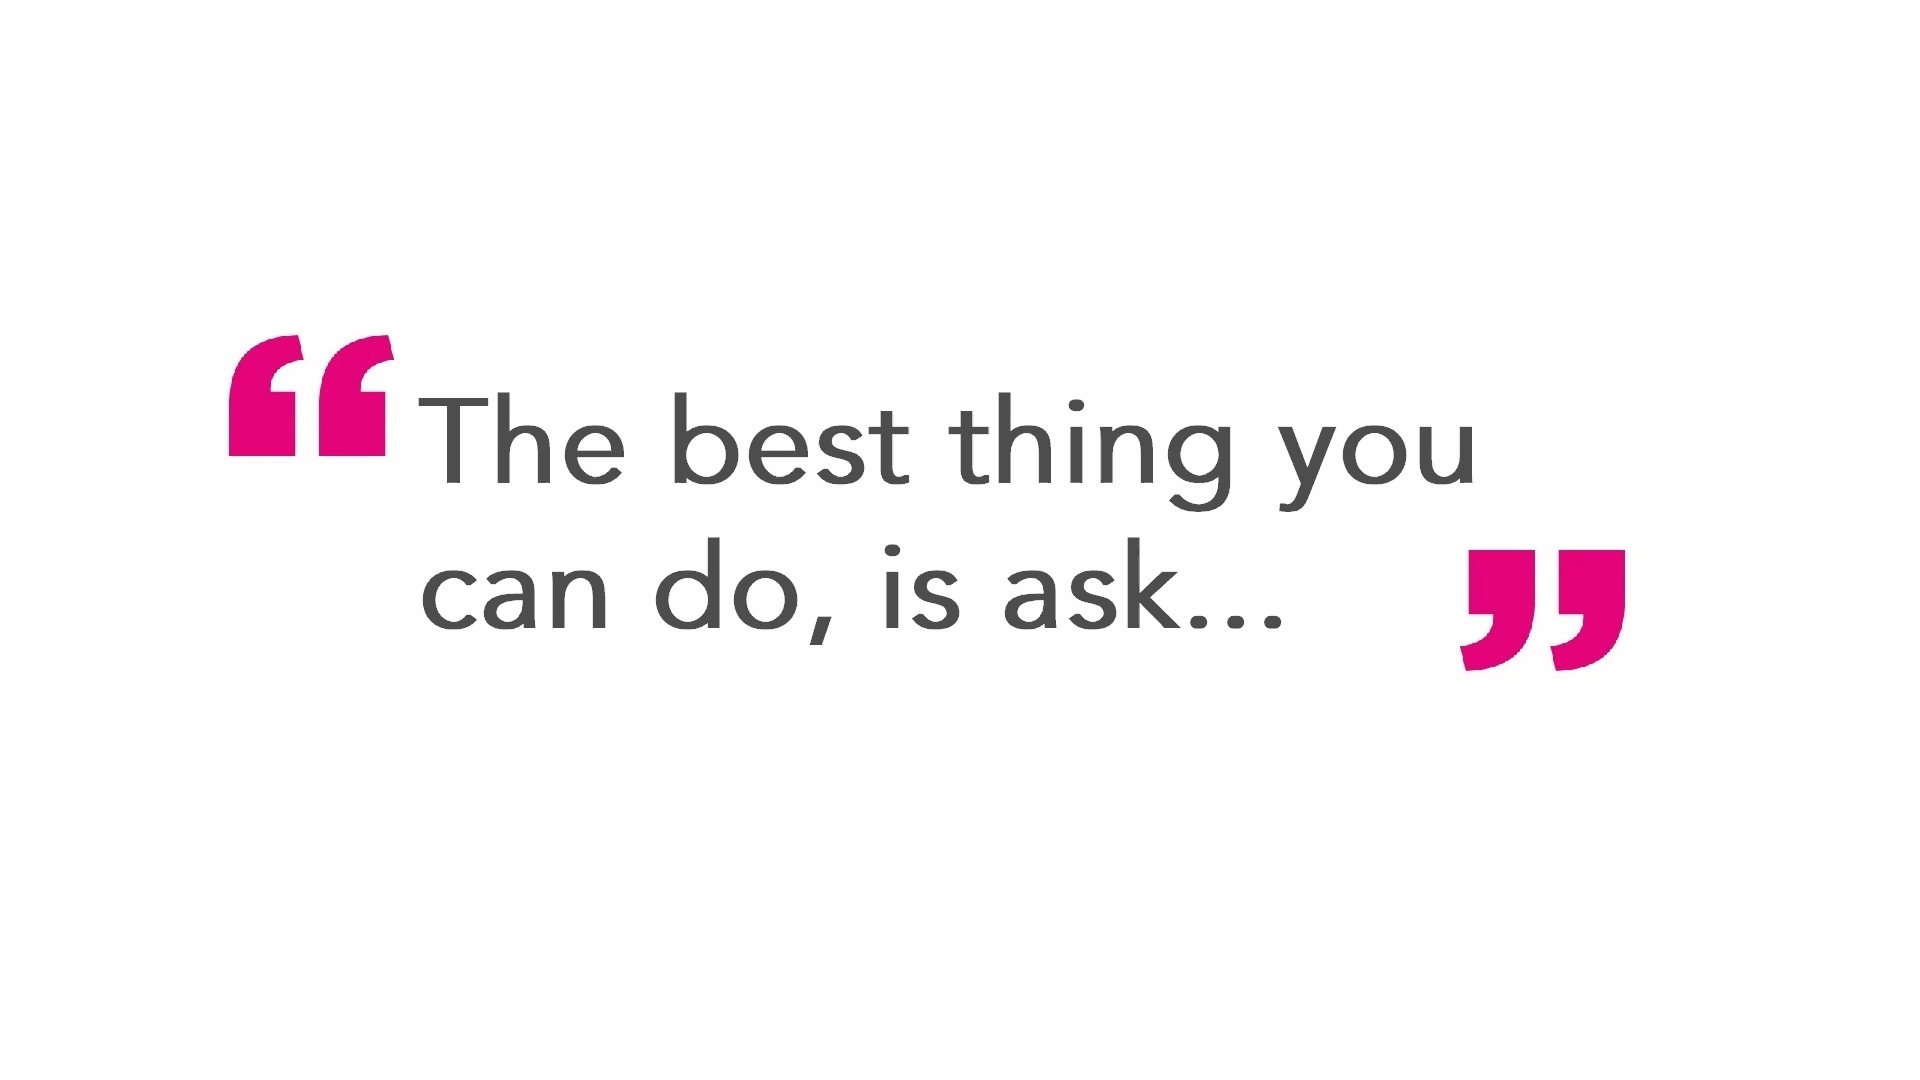 “The best thing you
can do, is ask...”